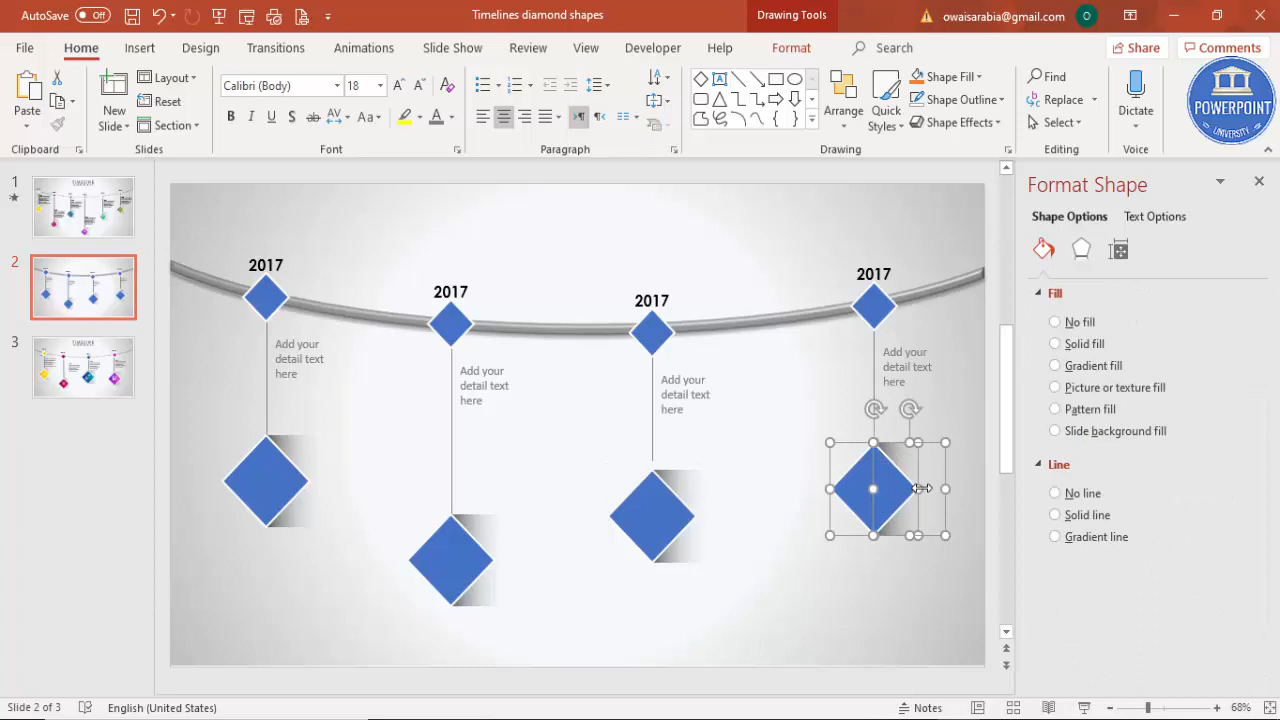 AutoSave Off
Timelines diamond shapes
Drawing Tools
owaisarabia@gmail.com
O
File Home Insert Design Transitions Animations Slide Show Review View Developer Help Format Search
Share Comments
Paste
New
Slide
Layout
Reset
Section
Calibri (Body) 18
B I U S ab AV Aa A
Arrange
Quick
Styles
Shape Fill
Shape Outline
Shape Effects
Find
Replace
Select
Dictate
Clipboard Slides Font Paragraph Drawing Editing Voice
POWERPOINT
UNIVERSITY
1
2
3
2017
Add your
detail text
here
2017
Add your
detail text
here
2017
Add your
detail text
here
2017
Add your
detail text
here
Format Shape
Shape Options Text Options
Fill
No fill
Solid fill
Gradient fill
Picture or texture fill
Pattern fill
Slide background fill
Line
No line
Solid line
Gradient line
Slide 2 of 3 English (United States) Notes 68%